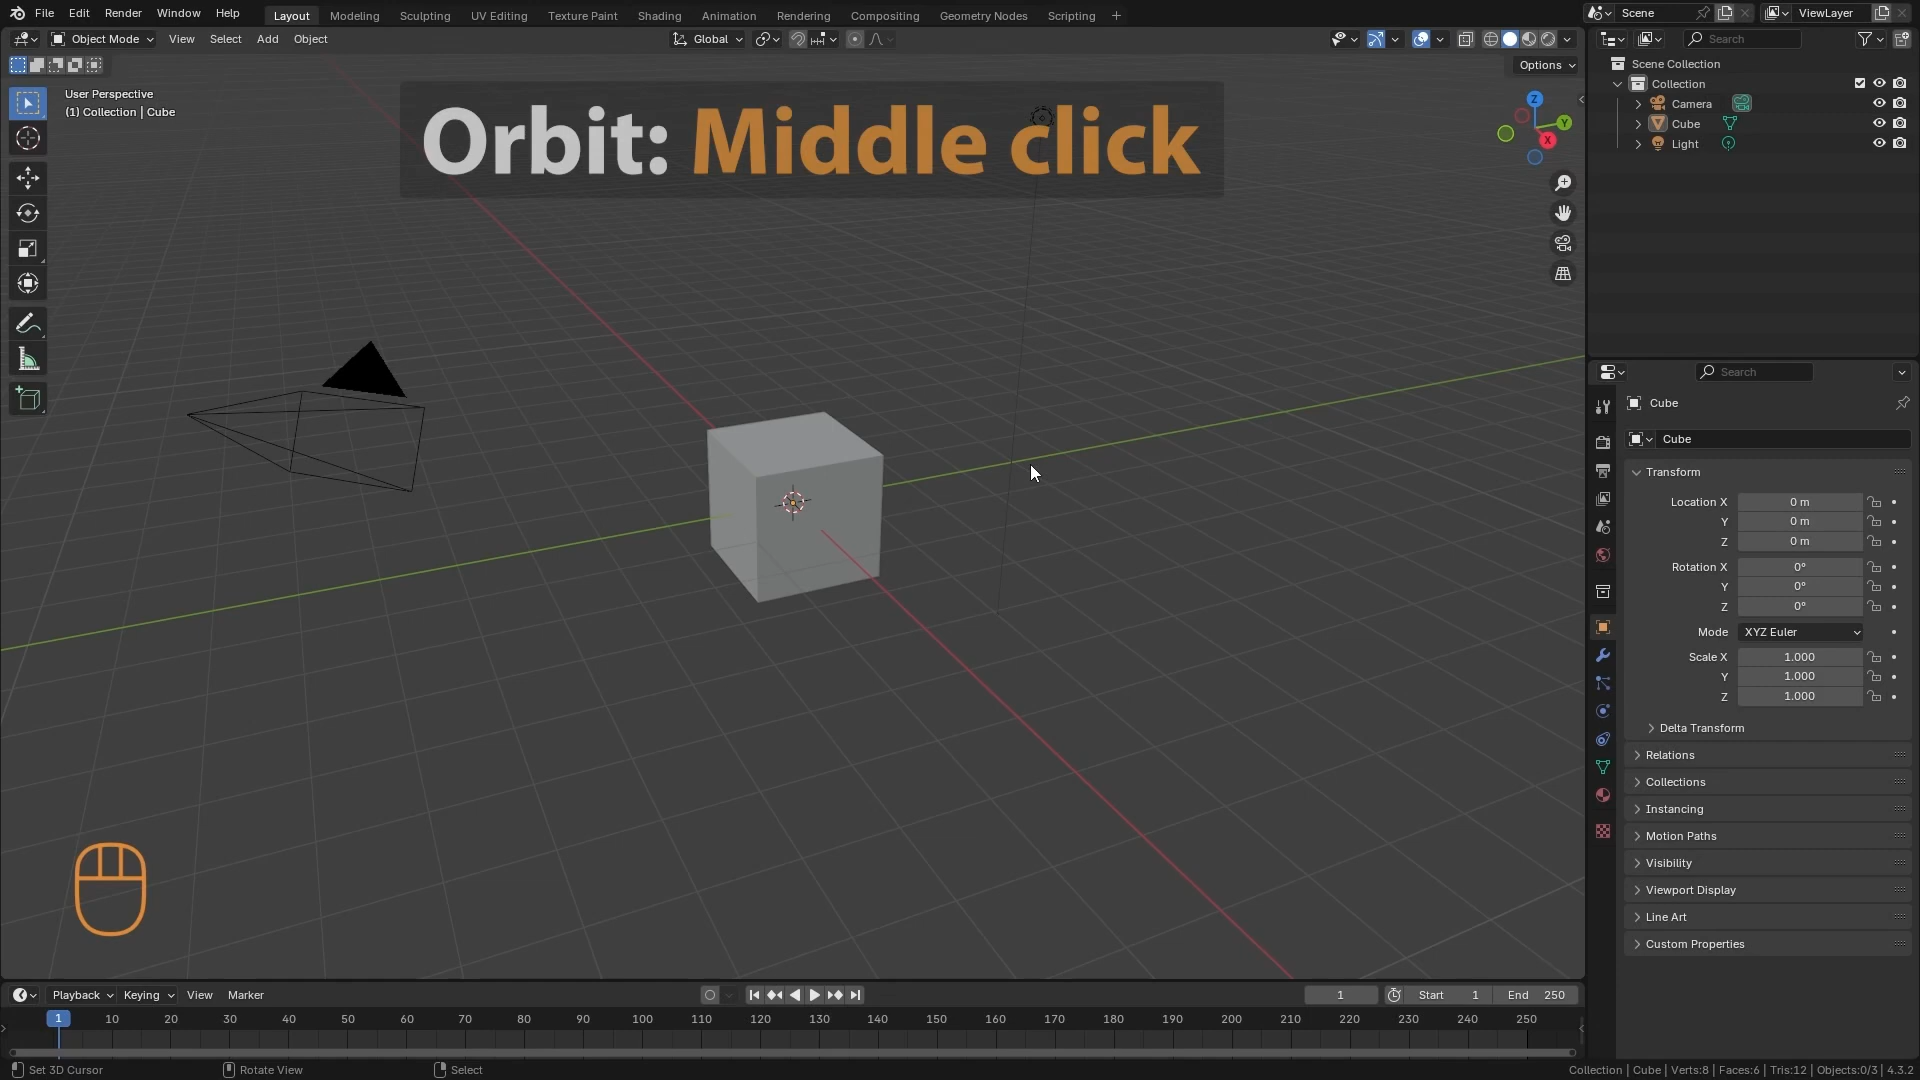 File Edit Render Window Help Layout Modeling Sculpting UV Editing Texture Paint Shading Animation Rendering Compositing Geometry Nodes Scripting + Scene ViewLayer
Object Mode View Select Add Object Global Search
Options
User Perspective
(1) Collection | Cube
Orbit: Middle click
Z
Y
X
Scene Collection
Collection
Camera
Cube
Light
Search
Cube
Cube
Transform
Location X 0 m
Y 0 m
Z 0 m
Rotation X 0°
Y 0°
Z 0°
Mode XYZ Euler
Scale X 1.000
Y 1.000
Z 1.000
Delta Transform
Relations
Collections
Instancing
Motion Paths
Visibility
Viewport Display
Line Art
Custom Properties
Playback Keying View Marker 1 Start 1 End 250
1 10 20 30 40 50 60 70 80 90 100 110 120 130 140 150 160 170 180 190 200 210 220 230 240 250
Set 3D Cursor Rotate View Select Collection | Cube | Verts:8 | Faces:6 | Tris:12 | Objects:0/3 | 4.3.2